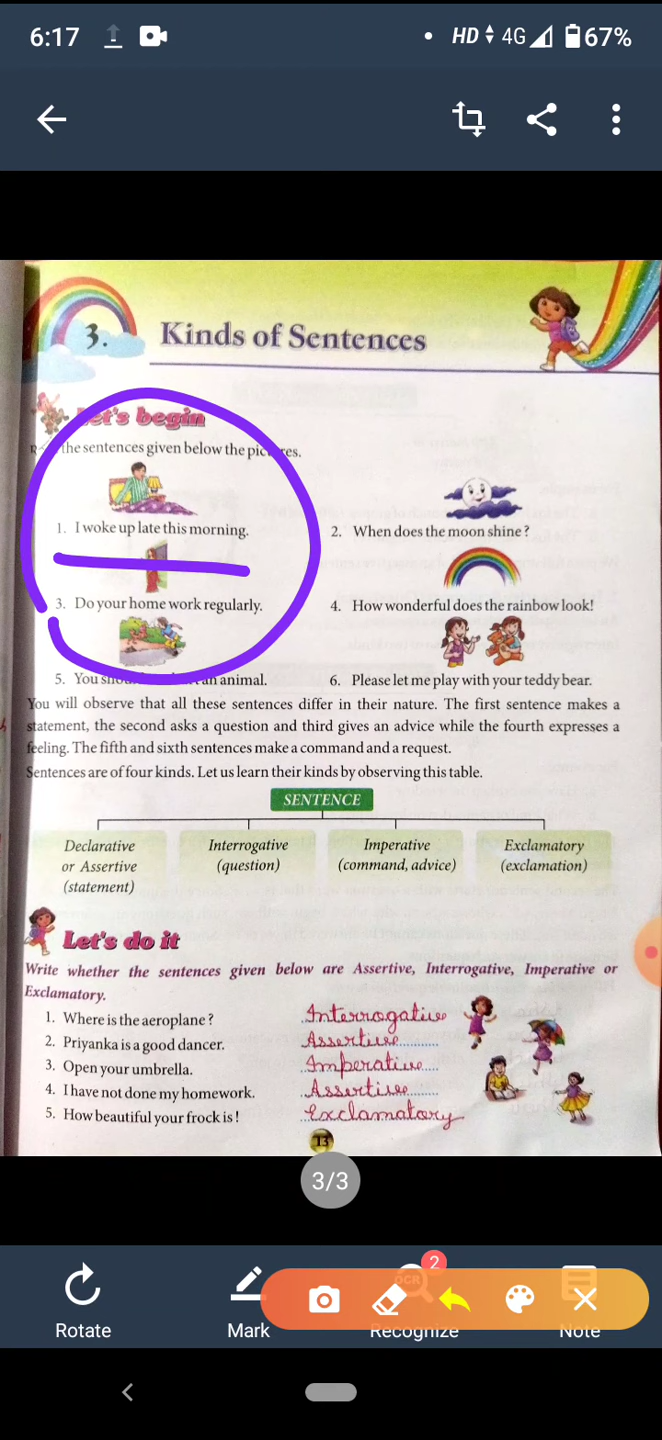 6:17 HD 4G 67%
3. Kinds of Sentences
Let's begin
the sentences given below the pictures.
1. I woke up late this morning.
2. When does the moon shine?
3. Do your home work regularly.
4. How wonderful does the rainbow look!
5. You an animal.
6. Please let me play with your teddy bear.
You will observe that all these sentences differ in their nature. The first sentence makes a
statement, the second asks a question and third gives an advice while the fourth expresses a
feeling. The fifth and sixth sentences make a command and a request.
Sentences are of four kinds. Let us learn their kinds by observing this table.
SENTENCE
Declarative
or Assertive
(statement)
Interrogative
(question)
Imperative
(command, advice)
Exclamatory
(exclamation)
Let's do it
Write whether the sentences given below are Assertive, Interrogative, Imperative or
Exclamatory.
1. Where is the aeroplane? Interrogative
2. Priyanka is a good dancer. Assertive
3. Open your umbrella. Imperative
4. I have not done my homework. Assertive
5. How beautiful your frock is! Exclamatory
13
3/3
2
OCR
Rotate Mark Recognize Note